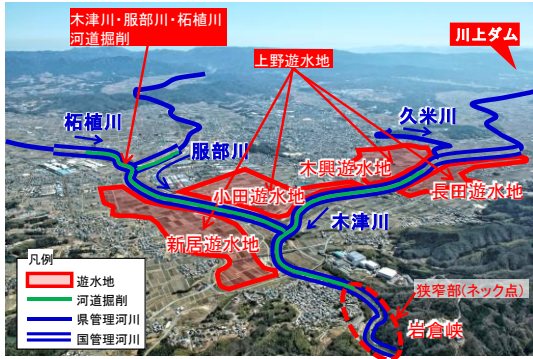 木津川・服部川・柘植川
河道掘削
川上ダム
上野遊水地
柘植川
服部川
久米川
木興遊水地
小田遊水地
長田遊水地
新居遊水地
木津川
凡例
遊水地
河道掘削
県管理河川
国管理河川
狭窄部(ネック点)
岩倉峡